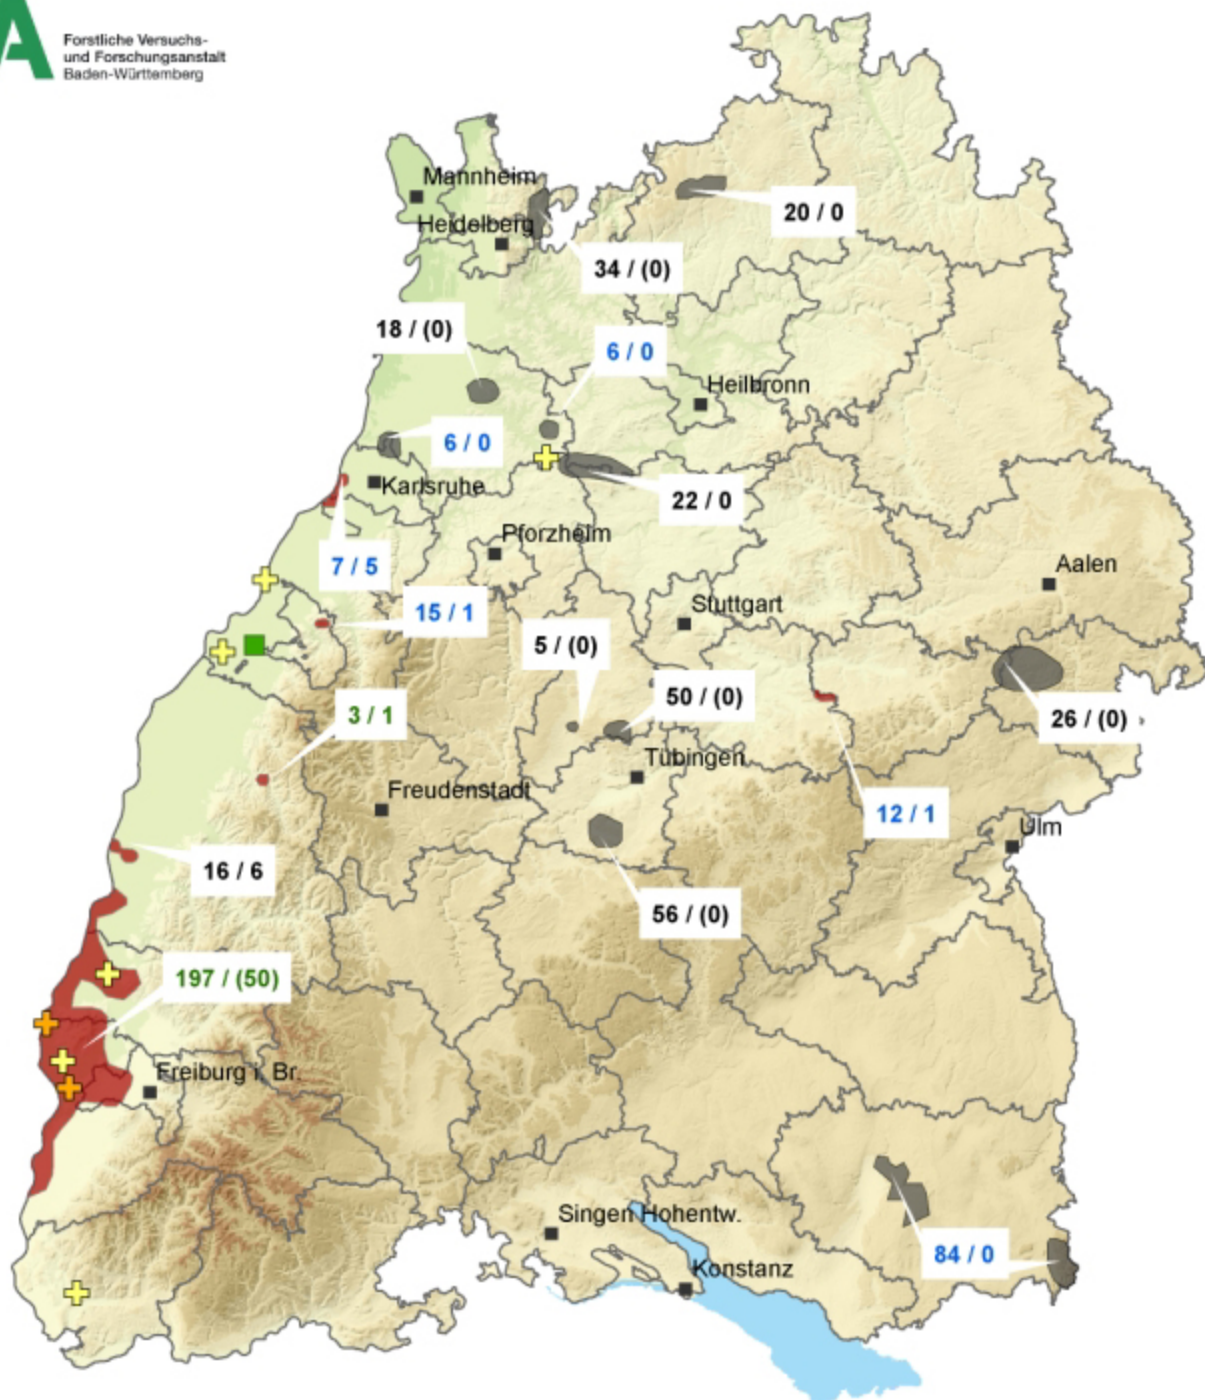 A
Forstliche Versuchs-
und Forschungsanstalt
Baden-Württemberg
Mannheim
20 / 0
Heidelberg
34 / (0)
18 / (0)
6 / 0
Heilbronn
6 / 0
Karlsruhe
22 / 0
Pforzheim
7 / 5
Aalen
15 / 1
Stuttgart
5 / (0)
50 / (0)
3 / 1
26 / (0)
Tübingen
Freudenstadt
12 / 1
Ulm
16 / 6
56 / (0)
197 / (50)
Freiburg i. Br.
Singen Hohentw.
84 / 0
Konstanz